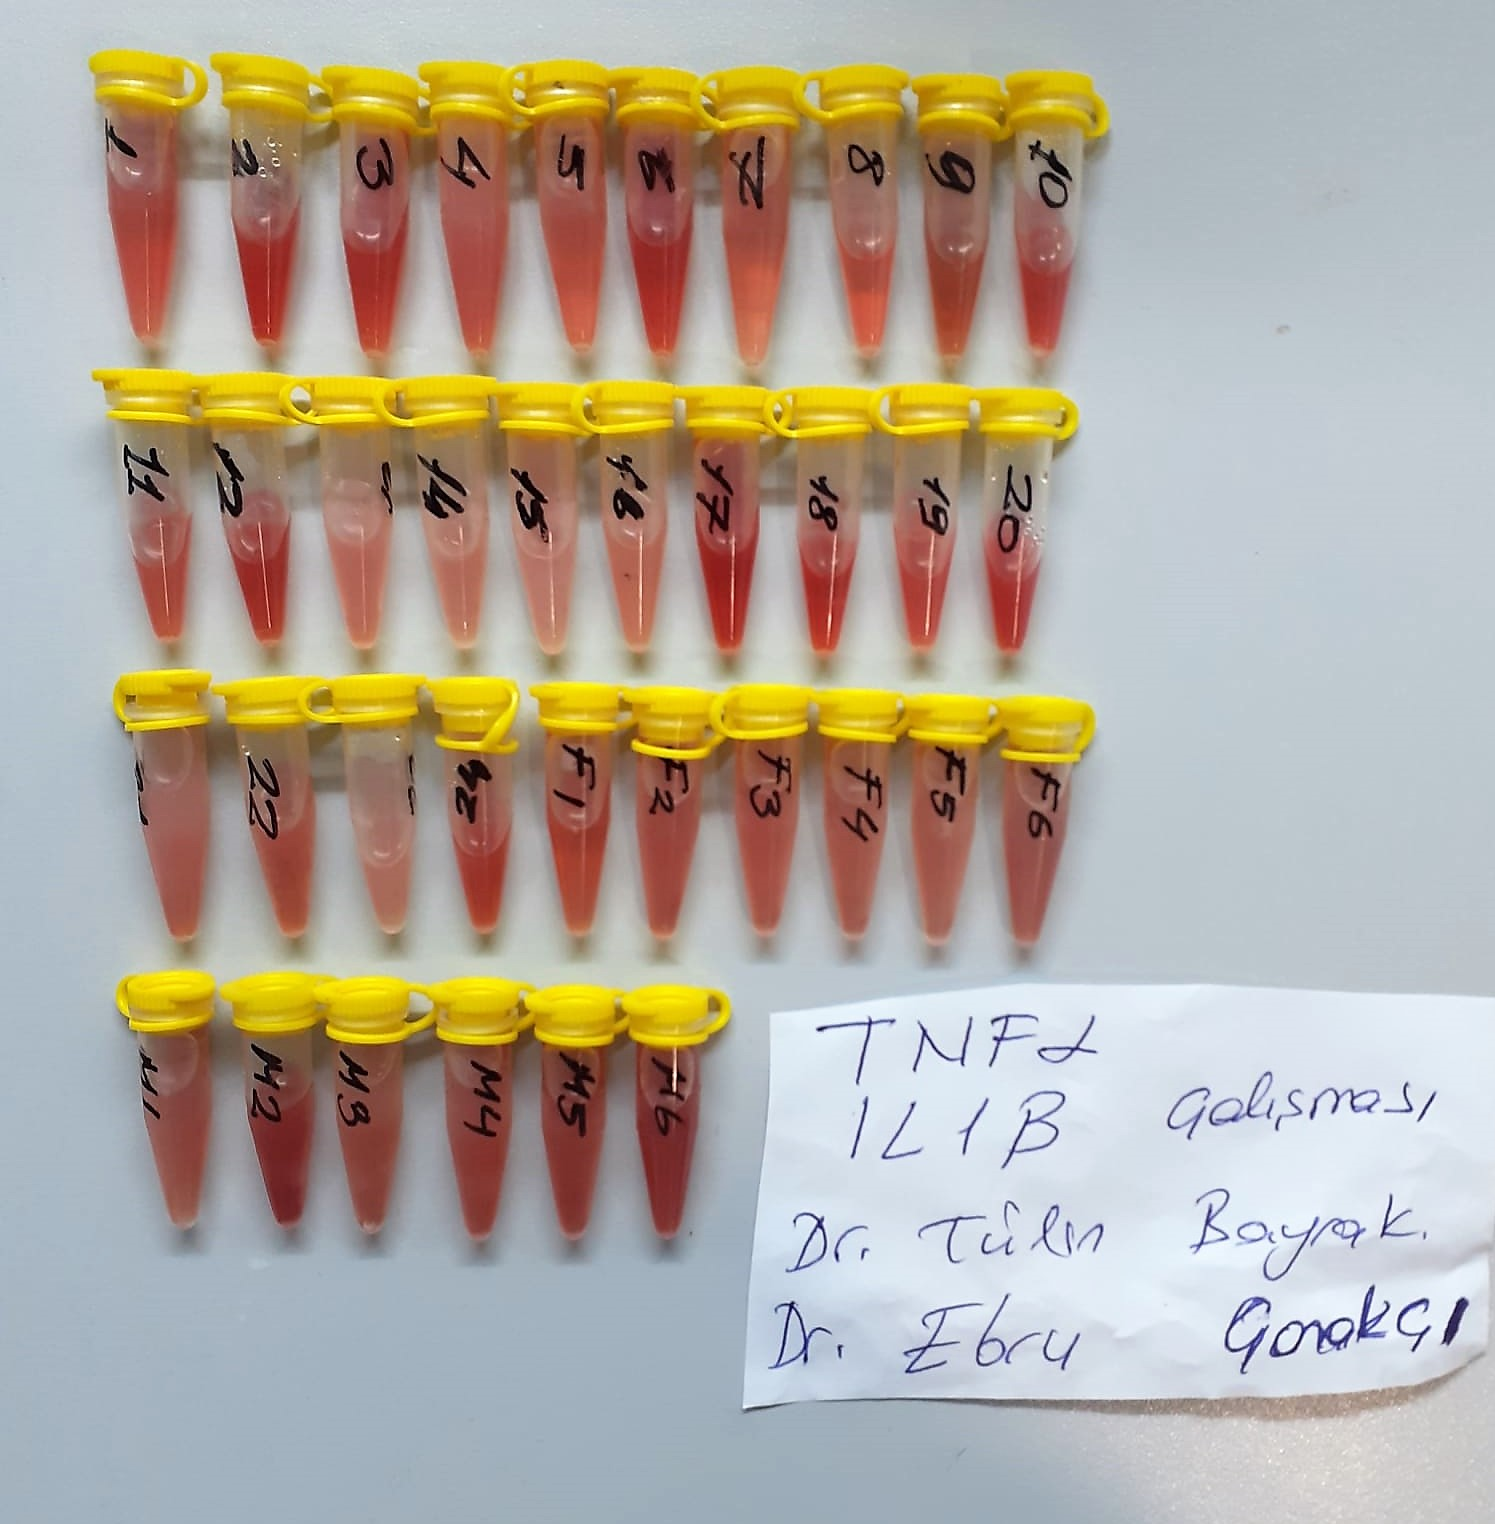 1 2 3 4 5 6 7 8 9 10
11 12 14 15 16 17 18 19 20
22 F1 F2 F3 F4 F5 F6
M1 M2 M3 M4 M5 M6
TNFα
IL1B Çalışması
Dr. Tülin Bayrak.
Dr. Ebru